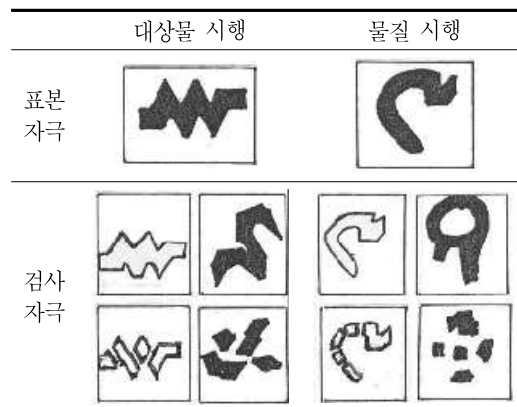 대상물 시행 물질 시행
표본
자극
검사
자극